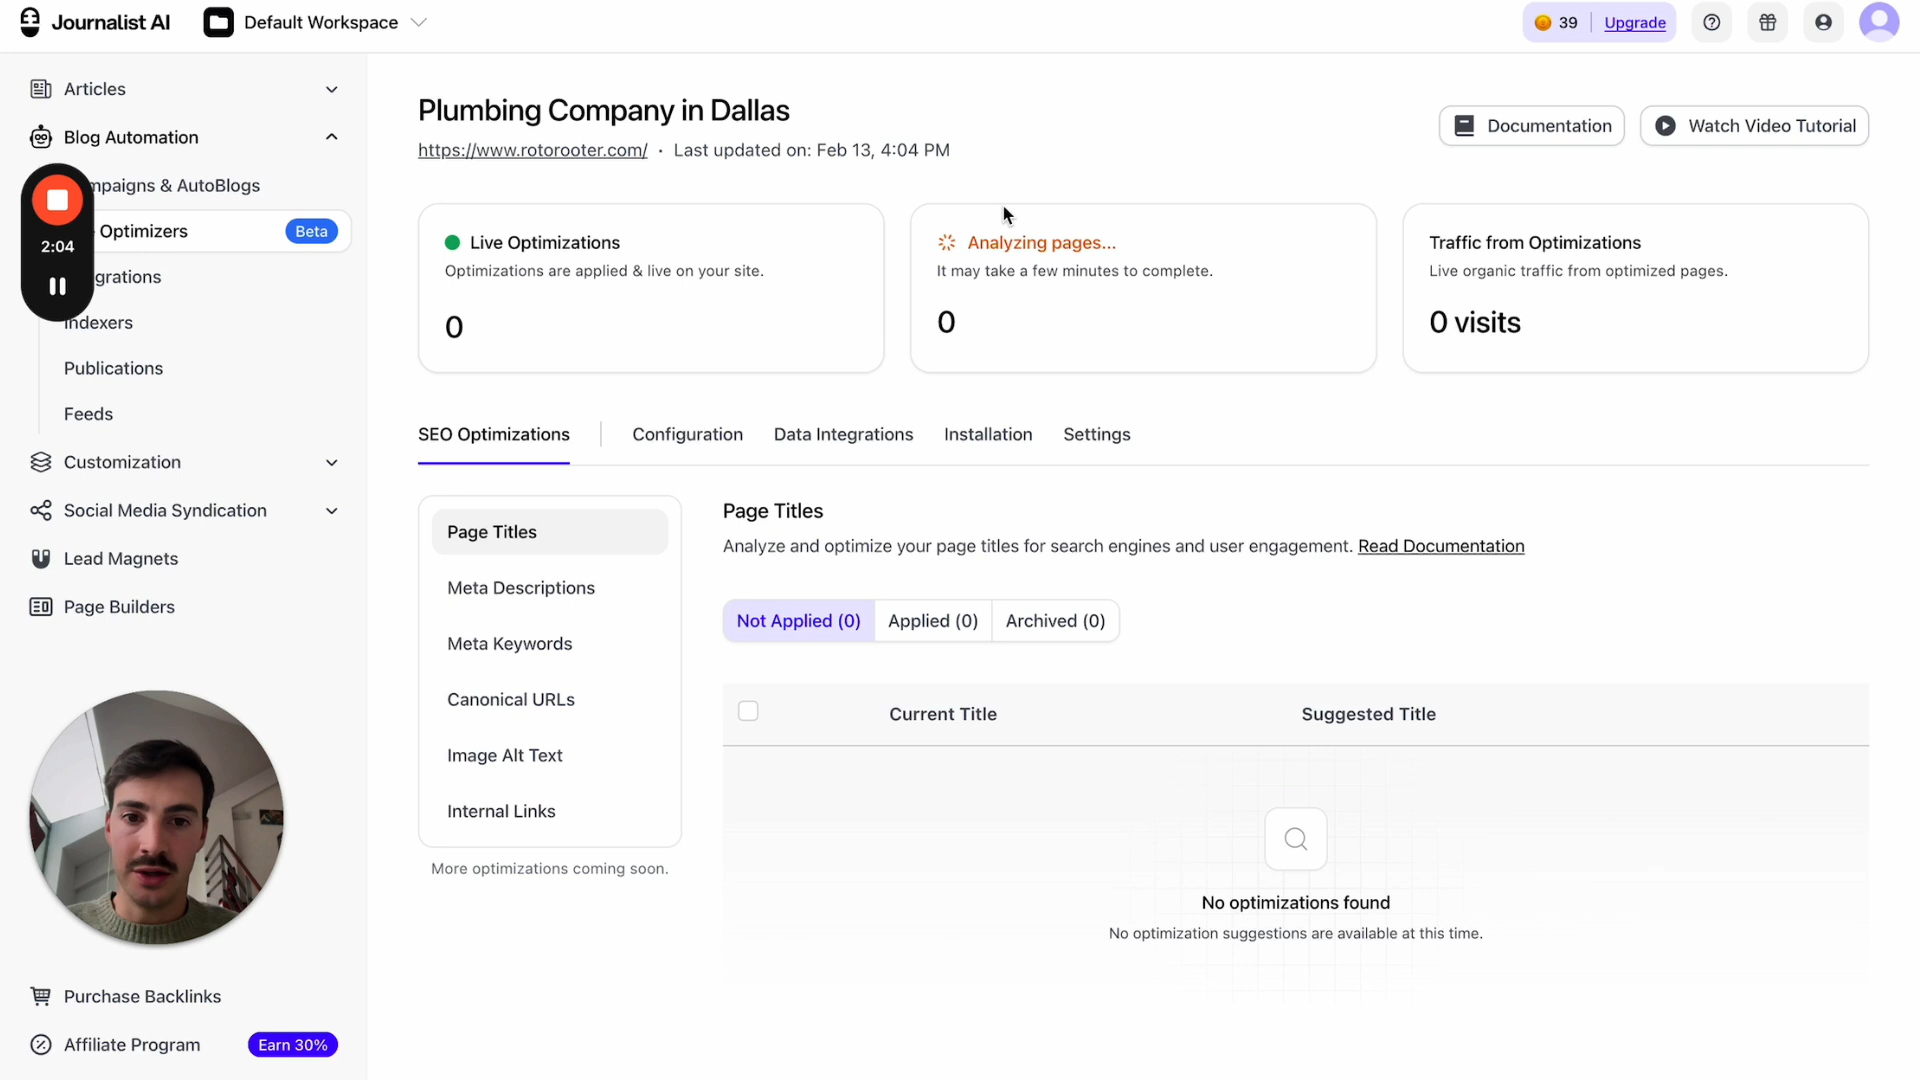 Journalist AI
Default Workspace
39
Upgrade
Articles
Blog Automation
mpaigns & AutoBlogs
Optimizers
Beta
grations
Indexers
Publications
Feeds
Customization
Social Media Syndication
Lead Magnets
Page Builders
Purchase Backlinks
Affiliate Program
Earn 30%
2:04
Plumbing Company in Dallas
https://www.rotorooter.com/ · Last updated on: Feb 13, 4:04 PM
Documentation
Watch Video Tutorial
Live Optimizations
Optimizations are applied & live on your site.
0
Analyzing pages...
It may take a few minutes to complete.
0
Traffic from Optimizations
Live organic traffic from optimized pages.
0 visits
SEO Optimizations
Configuration
Data Integrations
Installation
Settings
Page Titles
Meta Descriptions
Meta Keywords
Canonical URLs
Image Alt Text
Internal Links
More optimizations coming soon.
Page Titles
Analyze and optimize your page titles for search engines and user engagement. Read Documentation
Not Applied (0)
Applied (0)
Archived (0)
Current Title
Suggested Title
No optimizations found
No optimization suggestions are available at this time.